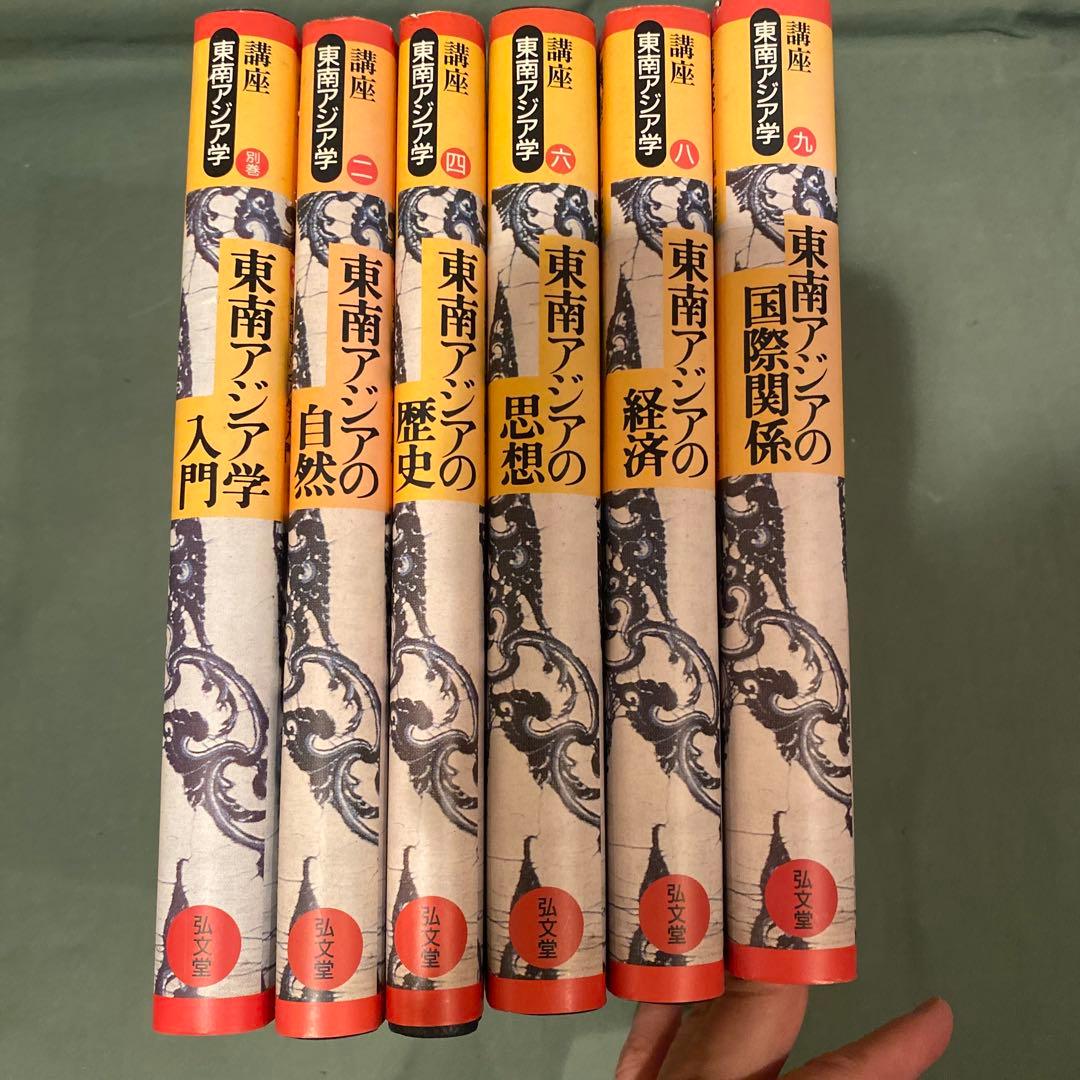 講座
東南アジア学
別巻
東南アジア学
入門
弘文堂
講座
東南アジア学
二
東南アジアの
自然
弘文堂
講座
東南アジア学
四
東南アジアの
歴史
弘文堂
講座
東南アジア学
六
東南アジアの
思想
弘文堂
講座
東南アジア学
八
東南アジアの
経済
弘文堂
講座
東南アジア学
九
東南アジアの
国際関係
弘文堂